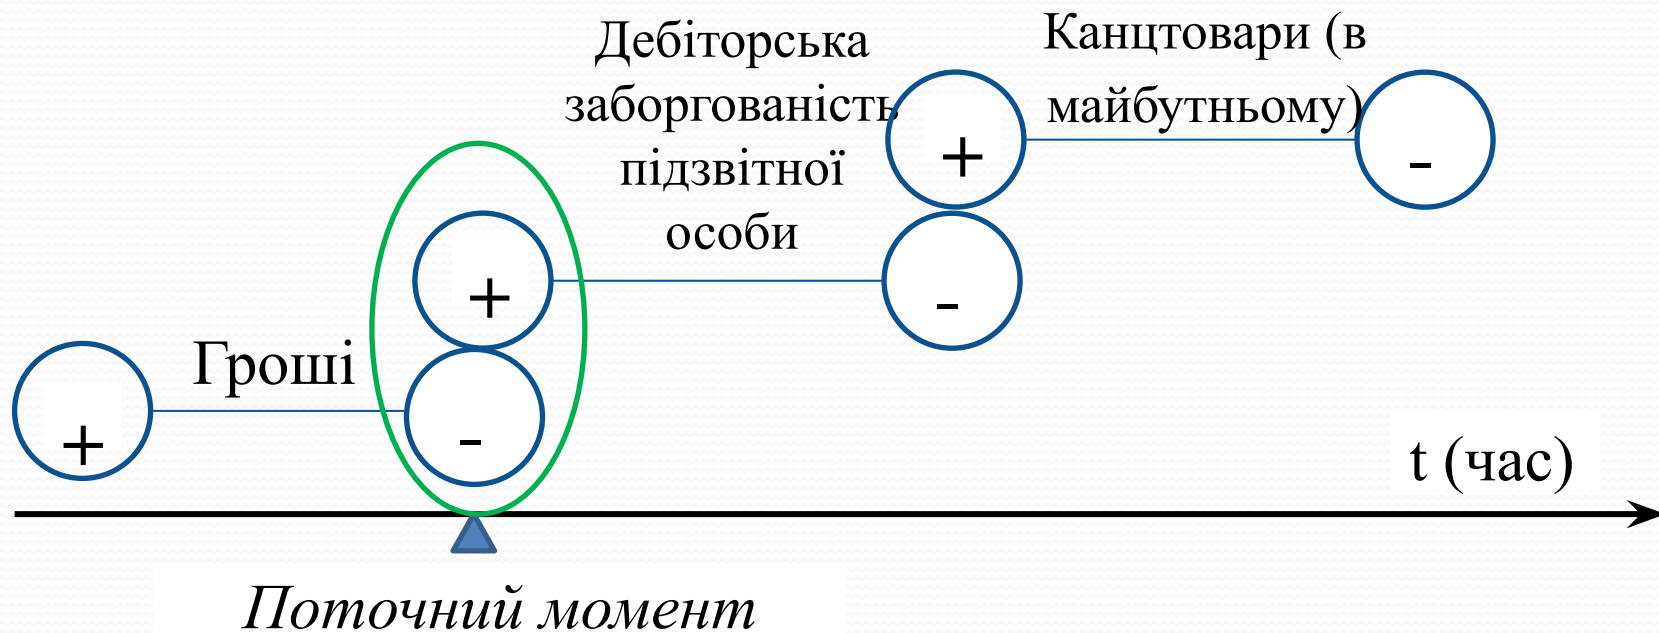 Дебіторська
заборгованість
підзвітної
особи
Канцтовари (в
майбутньому)
+
-
+
-
Гроші
+
-
t (час)
Поточний момент